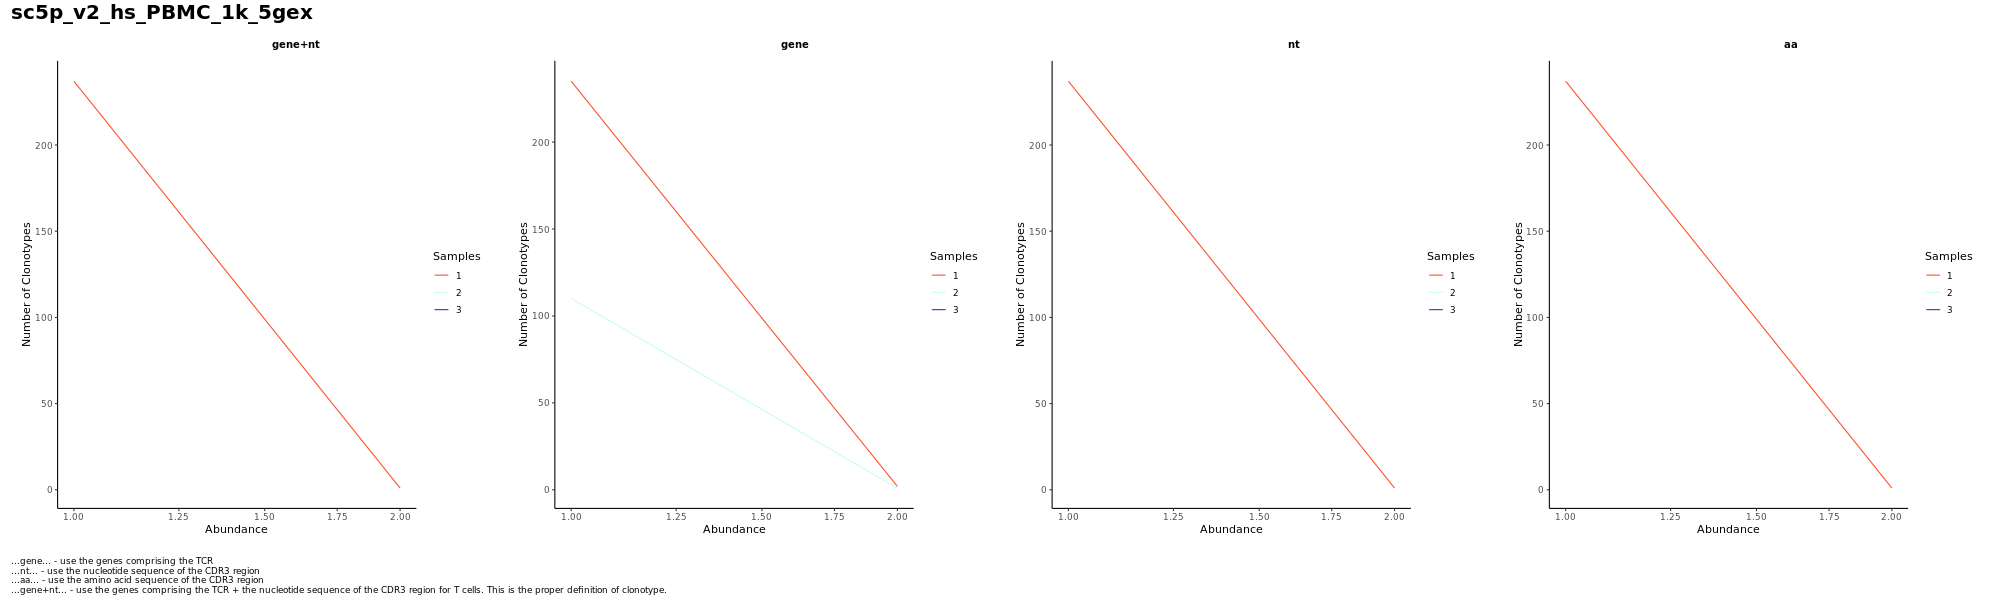 sc5p_v2_hs_PBMC_1k_5gex
gene+nt
200
150
100
50
0
1.00 1.25 1.50 1.75 2.00
Number of Clonotypes
Abundance
Samples
1
2
3
gene
200
150
100
50
0
1.00 1.25 1.50 1.75 2.00
Number of Clonotypes
Abundance
Samples
1
2
3
nt
200
150
100
50
0
1.00 1.25 1.50 1.75 2.00
Number of Clonotypes
Abundance
Samples
1
2
3
aa
200
150
100
50
0
1.00 1.25 1.50 1.75 2.00
Number of Clonotypes
Abundance
Samples
1
2
3
...gene... - use the genes comprising the TCR
...nt... - use the nucleotide sequence of the CDR3 region
...aa... - use the amino acid sequence of the CDR3 region
...gene+nt... - use the genes comprising the TCR + the nucleotide sequence of the CDR3 region for T cells. This is the proper definition of clonotype.